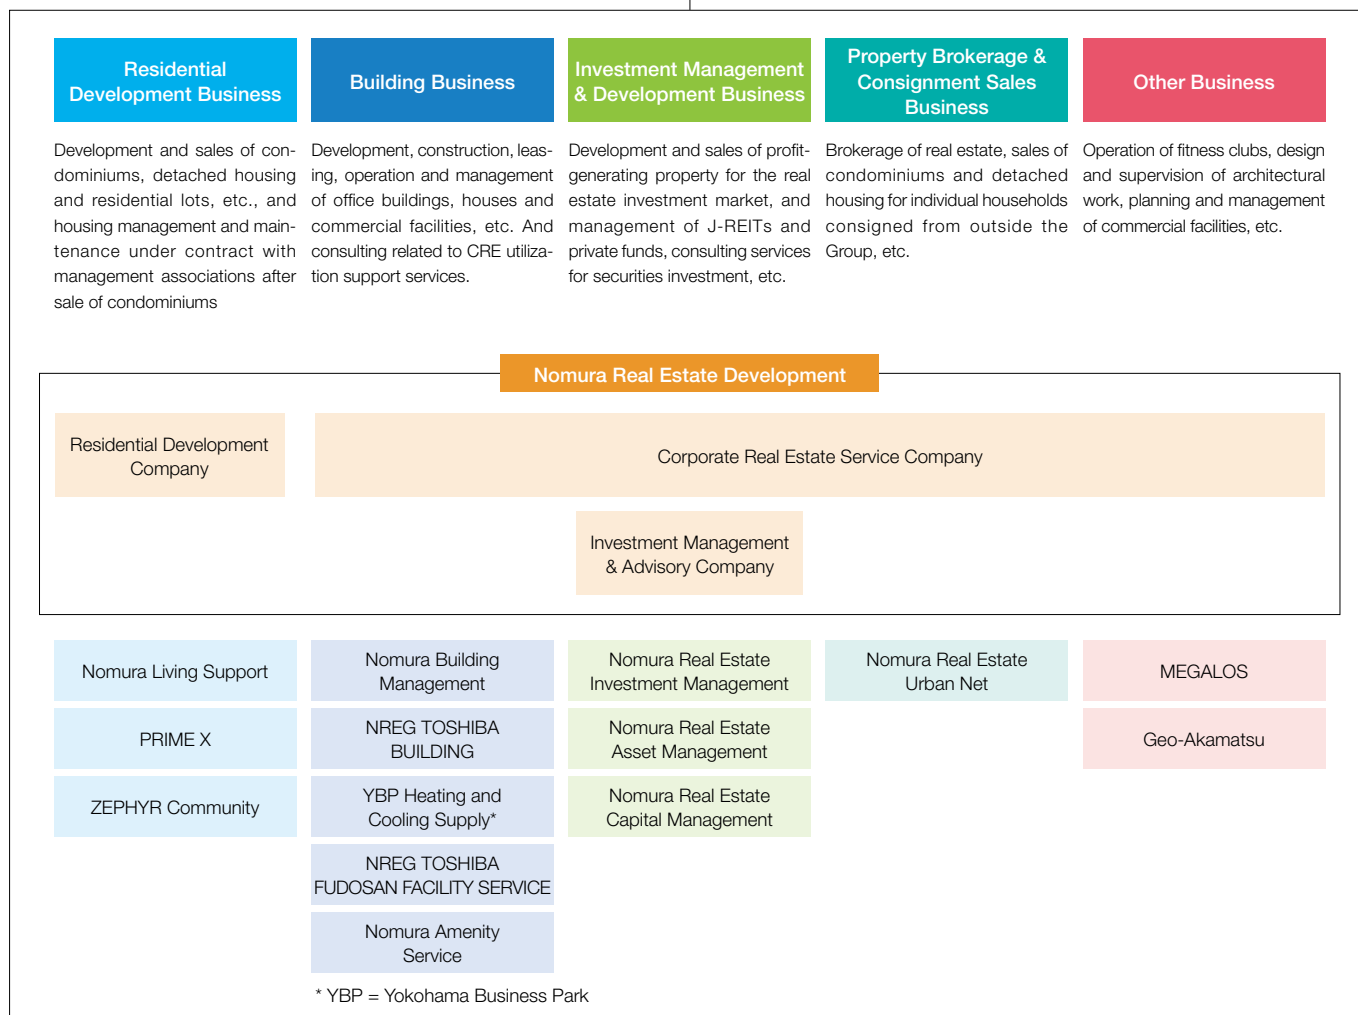 Residential
Development Business
Development and sales of con-
dominiums, detached housing
and residential lots, etc., and
housing management and main-
tenance under contract with
management associations after
sale of condominiums
Building Business
Development, construction, leas-
ing, operation and management
of office buildings, houses and
commercial facilities, etc. And
consulting related to CRE utiliza-
tion support services.
Investment Management
& Development Business
Development and sales of profit-
generating property for the real
estate investment market, and
management of J-REITs and
private funds, consulting services
for securities investment, etc.
Property Brokerage &
Consignment Sales
Business
Brokerage of real estate, sales of
condominiums and detached
housing for individual households
consigned from outside the
Group, etc.
Other Business
Operation of fitness clubs, design
and supervision of architectural
work, planning and management
of commercial facilities, etc.
Nomura Real Estate Development
Residential Development
Company
Corporate Real Estate Service Company
Investment Management
& Advisory Company
Nomura Living Support
PRIME X
ZEPHYR Community
Nomura Building
Management
NREG TOSHIBA
BUILDING
YBP Heating and
Cooling Supply*
NREG TOSHIBA
FUDOSAN FACILITY SERVICE
Nomura Amenity
Service
* YBP = Yokohama Business Park
Nomura Real Estate
Investment Management
Nomura Real Estate
Asset Management
Nomura Real Estate
Capital Management
Nomura Real Estate
Urban Net
MEGALOS
Geo-Akamatsu